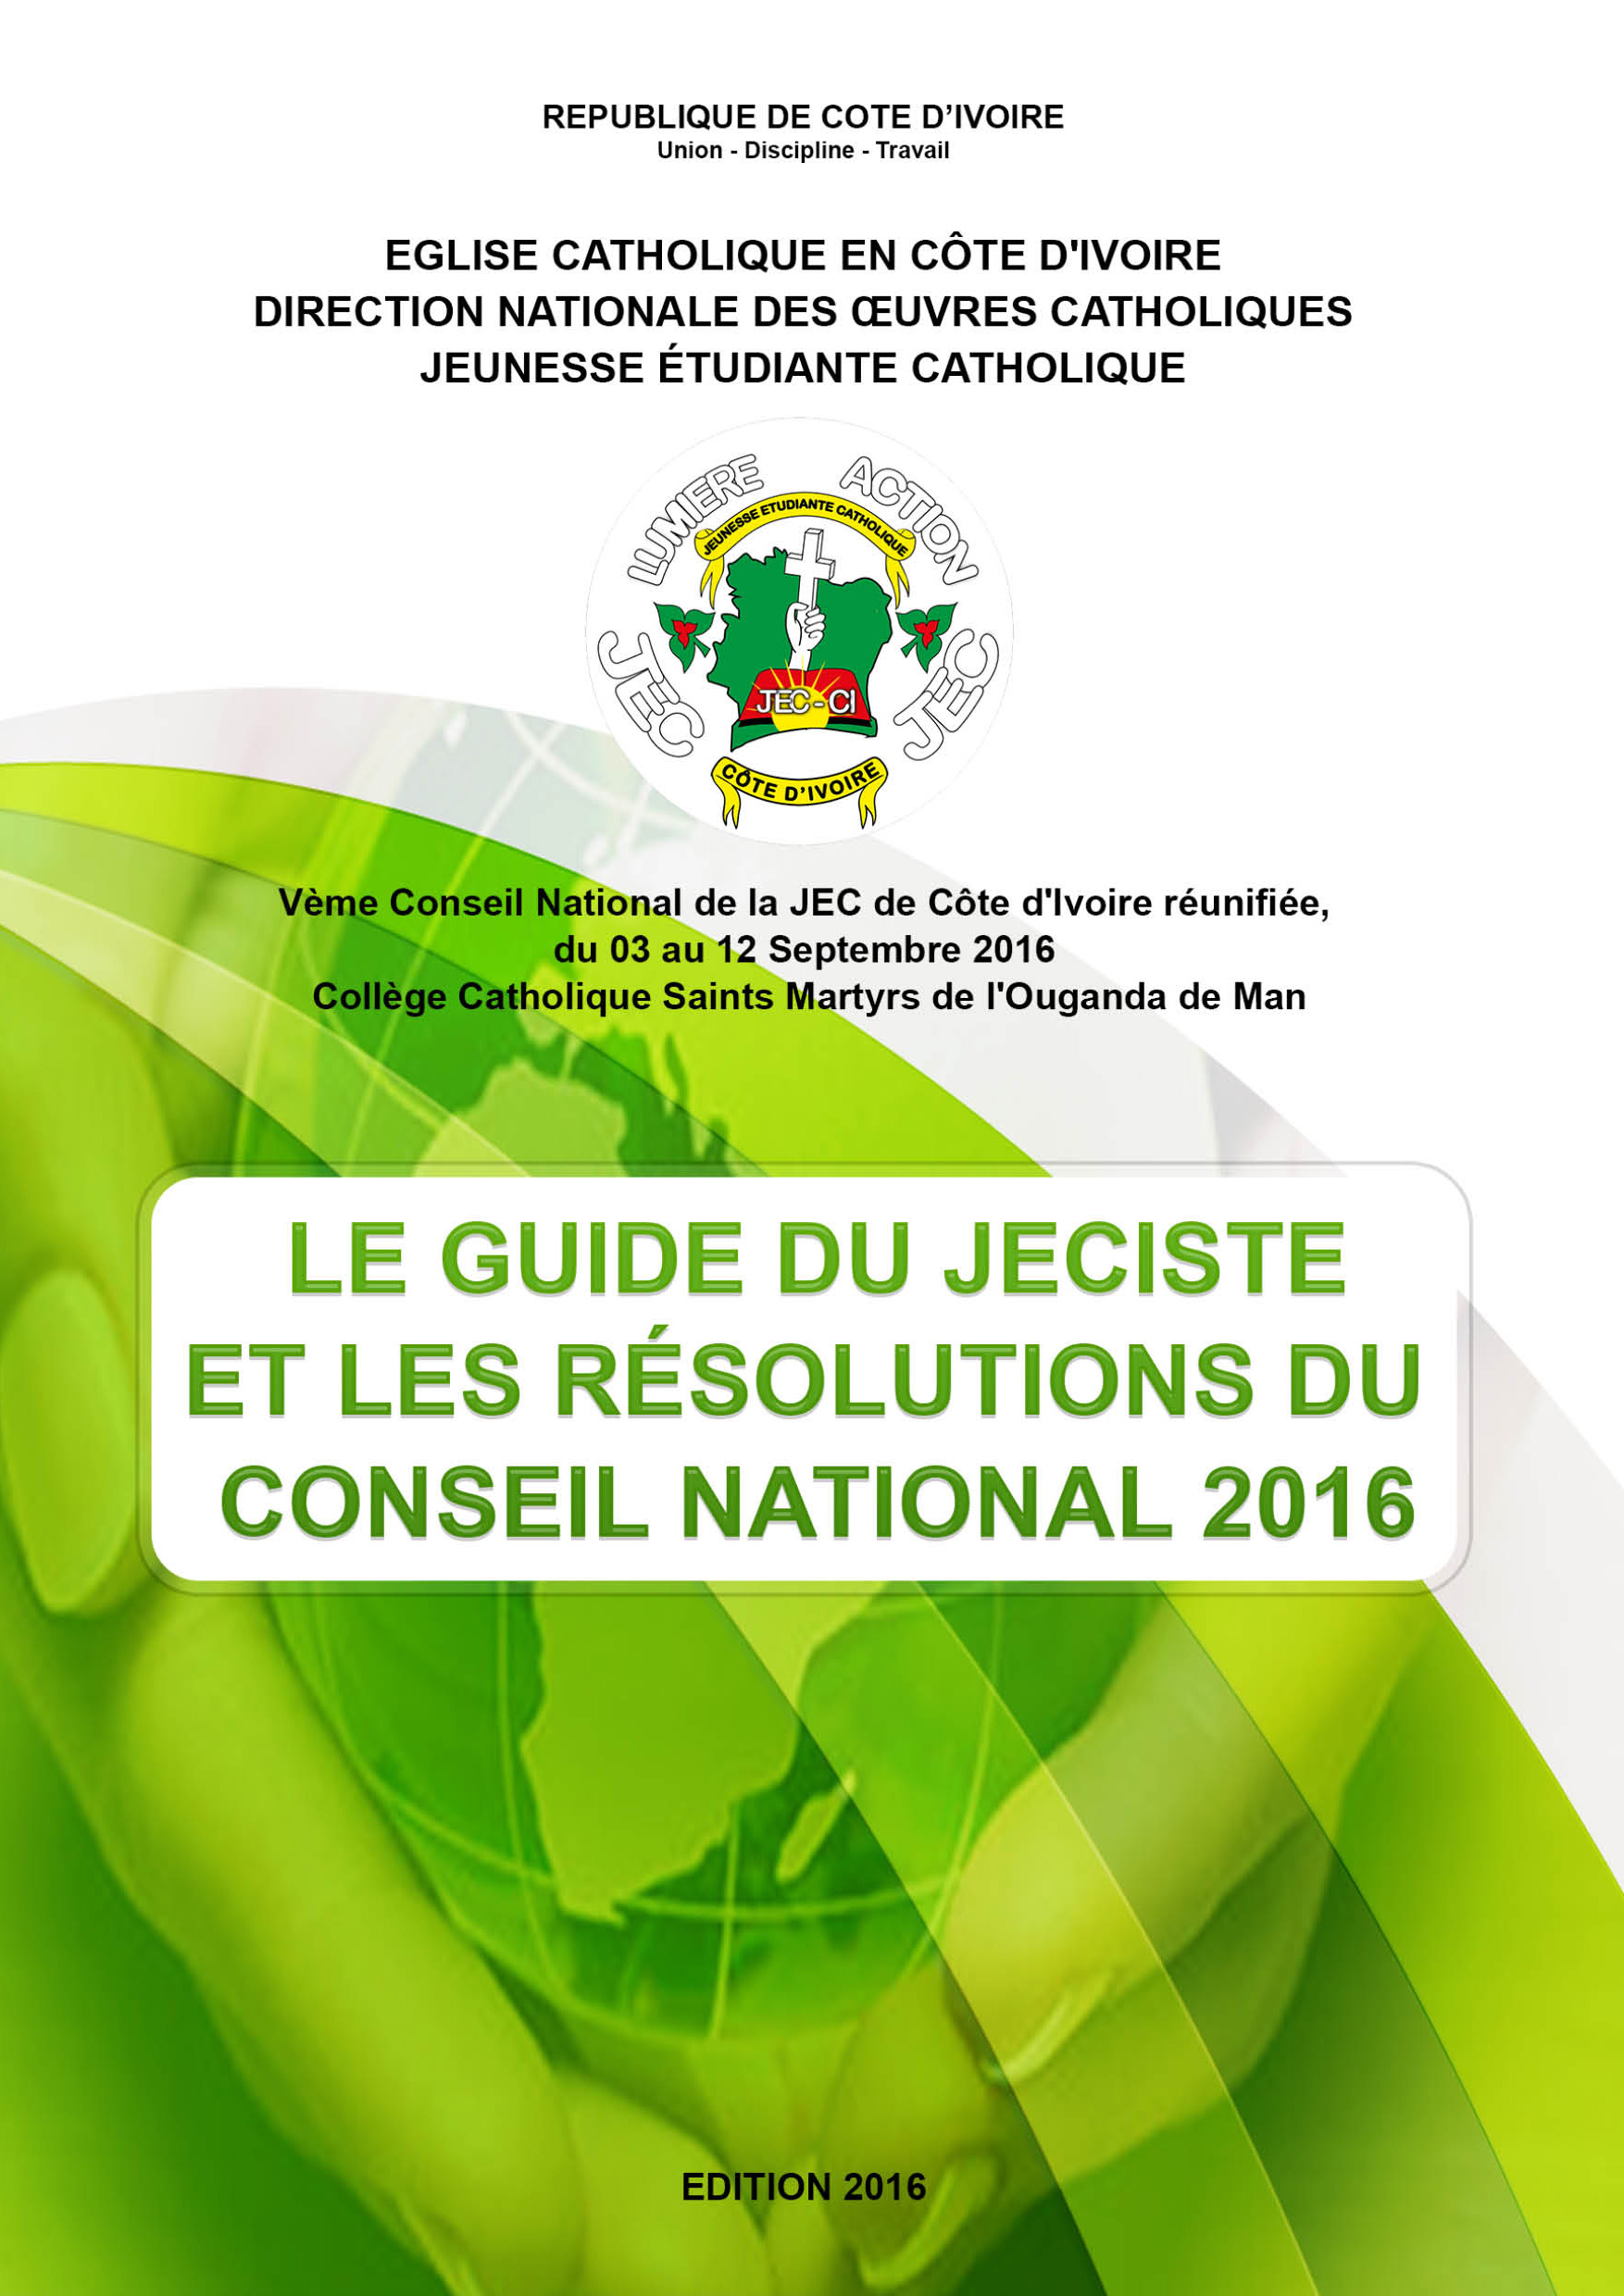 REPUBLIQUE DE COTE D’IVOIRE
Union - Discipline - Travail
EGLISE CATHOLIQUE EN CÔTE D'IVOIRE
DIRECTION NATIONALE DES ŒUVRES CATHOLIQUES
JEUNESSE ÉTUDIANTE CATHOLIQUE
LUMIERE ACTION
JEUNESSE ETUDIANTE CATHOLIQUE
JEC JEC
JEC - CI
CÔTE D’IVOIRE
Vème Conseil National de la JEC de Côte d'Ivoire réunifiée,
du 03 au 12 Septembre 2016
Collège Catholique Saints Martyrs de l'Ouganda de Man
LE GUIDE DU JECISTE
ET LES RÉSOLUTIONS DU
CONSEIL NATIONAL 2016
EDITION 2016